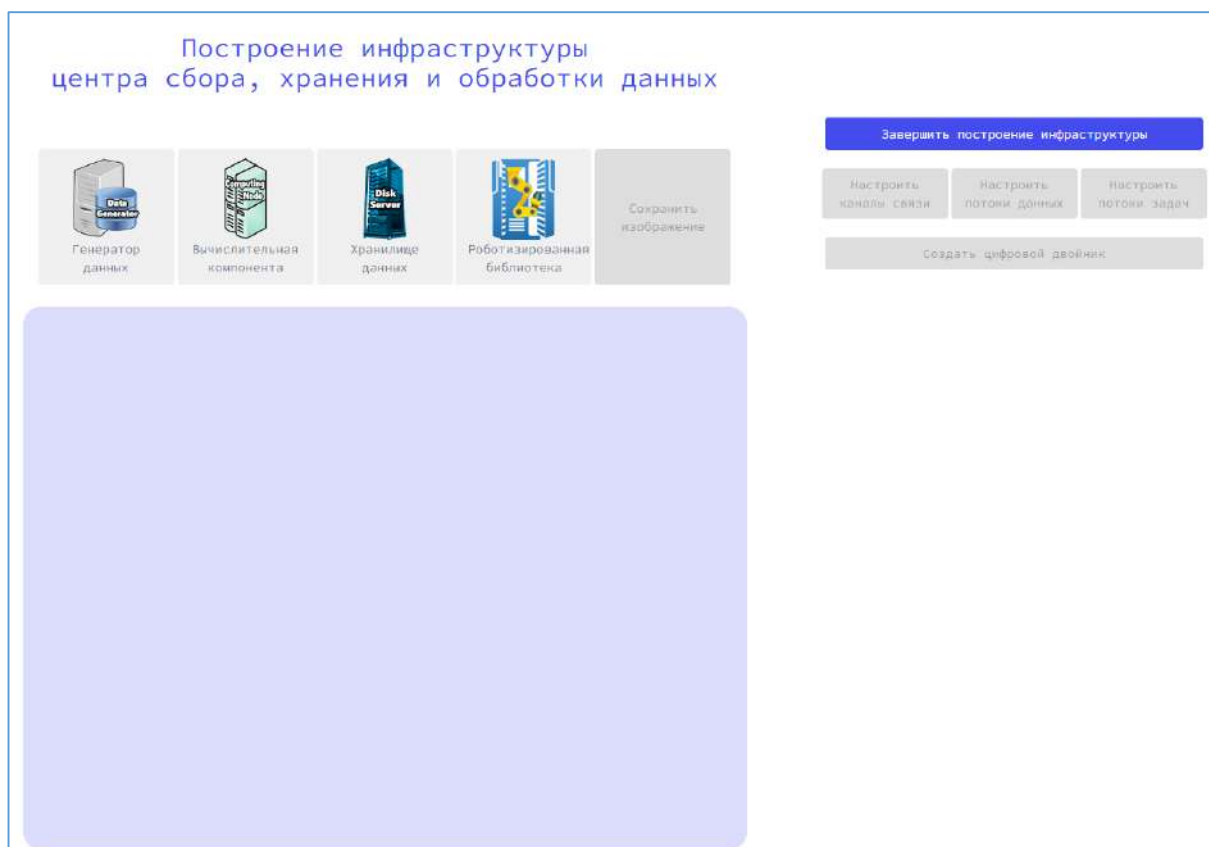 Построение инфраструктуры
центра сбора, хранения и обработки данных
Завершить построение инфраструктуры
Настроить
каналы связи
Настроить
потоки данных
Настроить
потоки задач
Создать цифровой двойник
Data
Generator
Генератор
данных
Computing
Node
Вычислительная
компонента
Disk
Server
Хранилище
данных
Роботизированная
библиотека
Сохранить
изображение